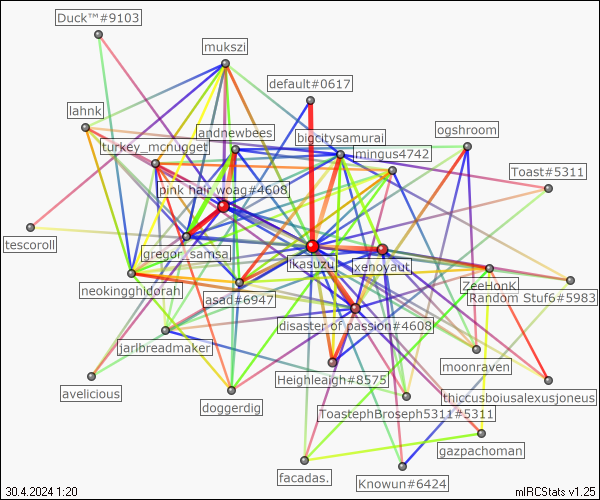 Duck™#9103
mukszi
default#0617
lahnk
andnewbees
bigcitysamurai
ogshroom
turkey_mcnugget
mingus4742
Toast#5311
pink hair woag#4608
tescoroll
gregor_samsa
ikasuzu
xenoyaut
neokingghidorah
asad#6947
ZeeHonK
Random Stuf6#5983
disaster of passion#4608
jarlbreadmaker
moonraven
Heighleigh#8575
avelicious
thiccusboiusalexusjoneus
doggerdig
ToastephBroseph5311#5311
gazpachoman
facadas.
Knowun#6424
30.4.2024 1:20
mIRCStats v1.25